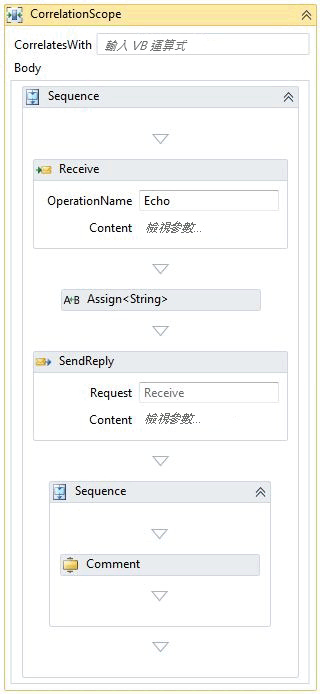 CorrelationScope
CorrelatesWith 輸入 VB 運算式
Body
Sequence
Receive
OperationName Echo
Content 檢視參數...
A+B Assign<String>
SendReply
Request Receive
Content 檢視參數...
Sequence
Comment